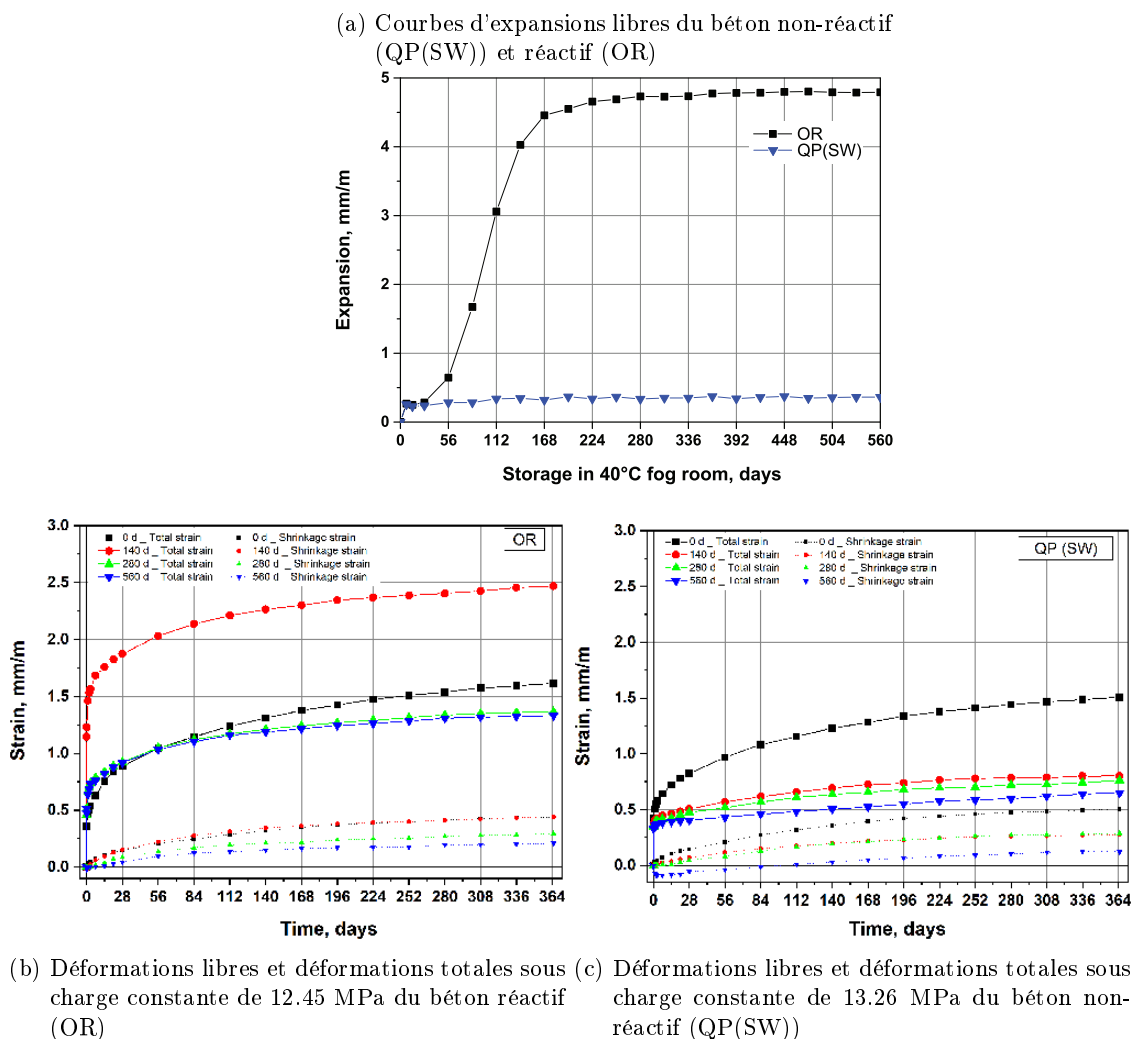 (a) Courbes d'expansions libres du béton non-réactif
(QP(SW)) et réactif (OR)
5
4
3
2
1
0
Expansion, mm/m
OR
QP(SW)
0 56 112 168 224 280 336 392 448 504 560
Storage in 40°C fog room, days
3.0
2.5
2.0
1.5
1.0
0.5
0.0
Strain, mm/m
0 d _ Total strain 0 d _ Shrinkage strain
140 d _ Total strain 140 d _ Shrinkage strain
280 d _ Total strain 280 d _ Shrinkage strain
560 d _ Total strain 560 d _ Shrinkage strain
OR
0 28 56 84 112 140 168 196 224 252 280 308 336 364
Time, days
3.0
2.5
2.0
1.5
1.0
0.5
0.0
Strain, mm/m
0 d _ Total strain 0 d _ Shrinkage strain
140 d _ Total strain 140 d _ Shrinkage strain
280 d _ Total strain 280 d _ Shrinkage strain
560 d _ Total strain 560 d _ Shrinkage strain
QP (SW)
0 28 56 84 112 140 168 196 224 252 280 308 336 364
Time, days
(b) Déformations libres et déformations totales sous
charge constante de 12.45 MPa du béton réactif
(OR)
(c) Déformations libres et déformations totales sous
charge constante de 13.26 MPa du béton non-
réactif (QP(SW))